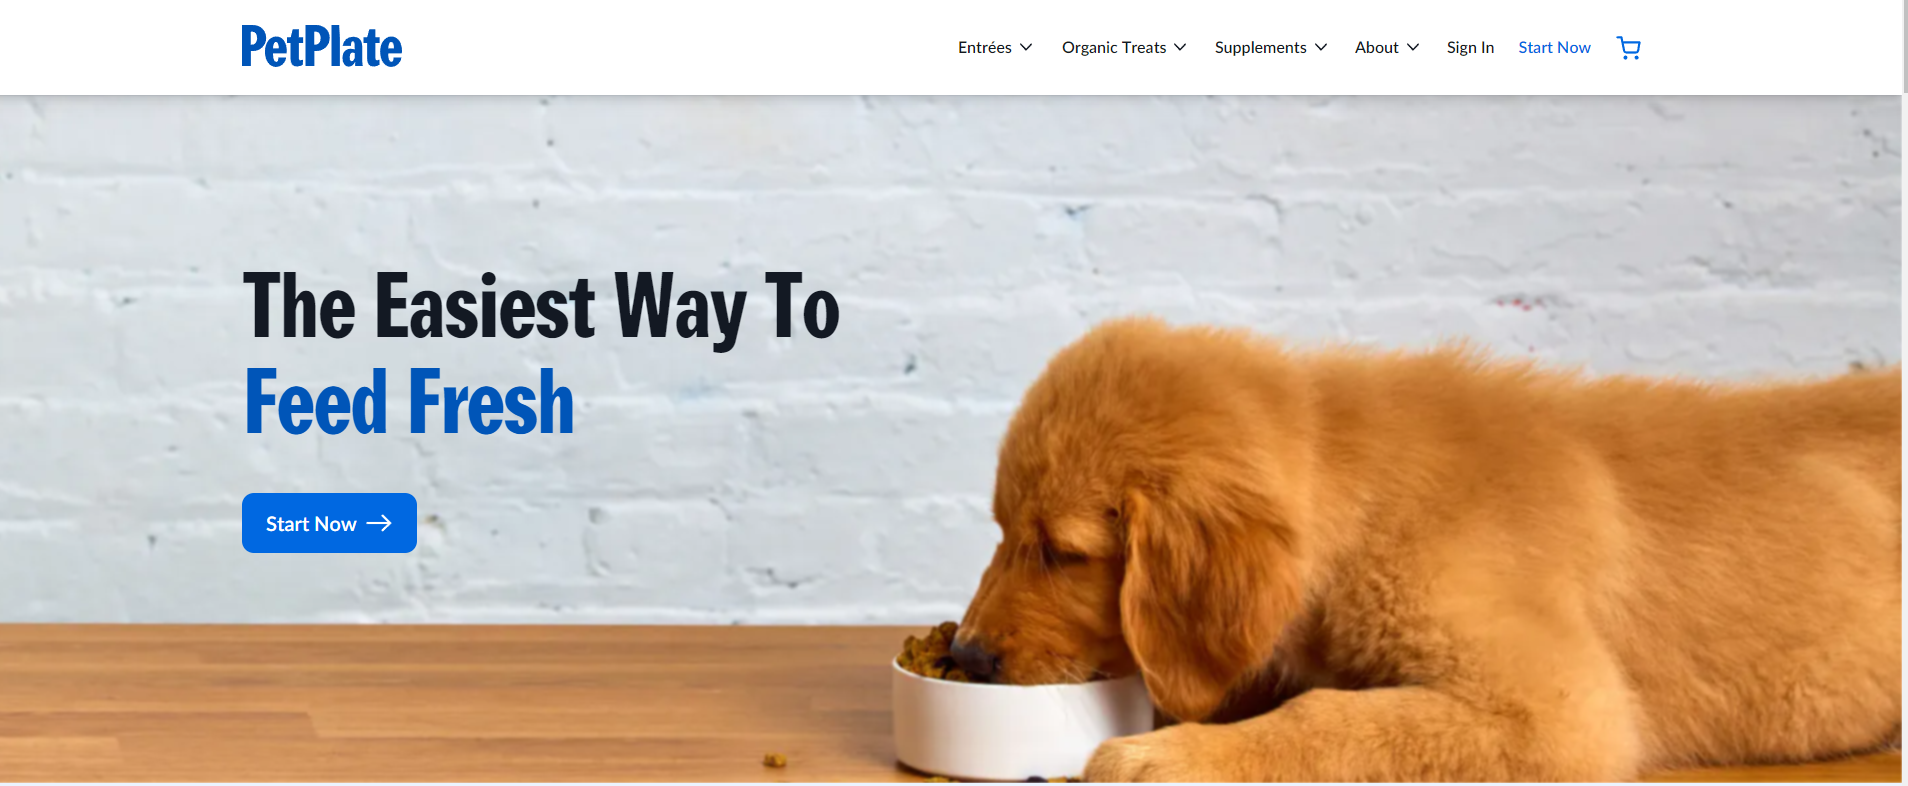 PetPlate
Entrées Organic Treats Supplements About Sign In Start Now
The Easiest Way To
Feed Fresh
Start Now